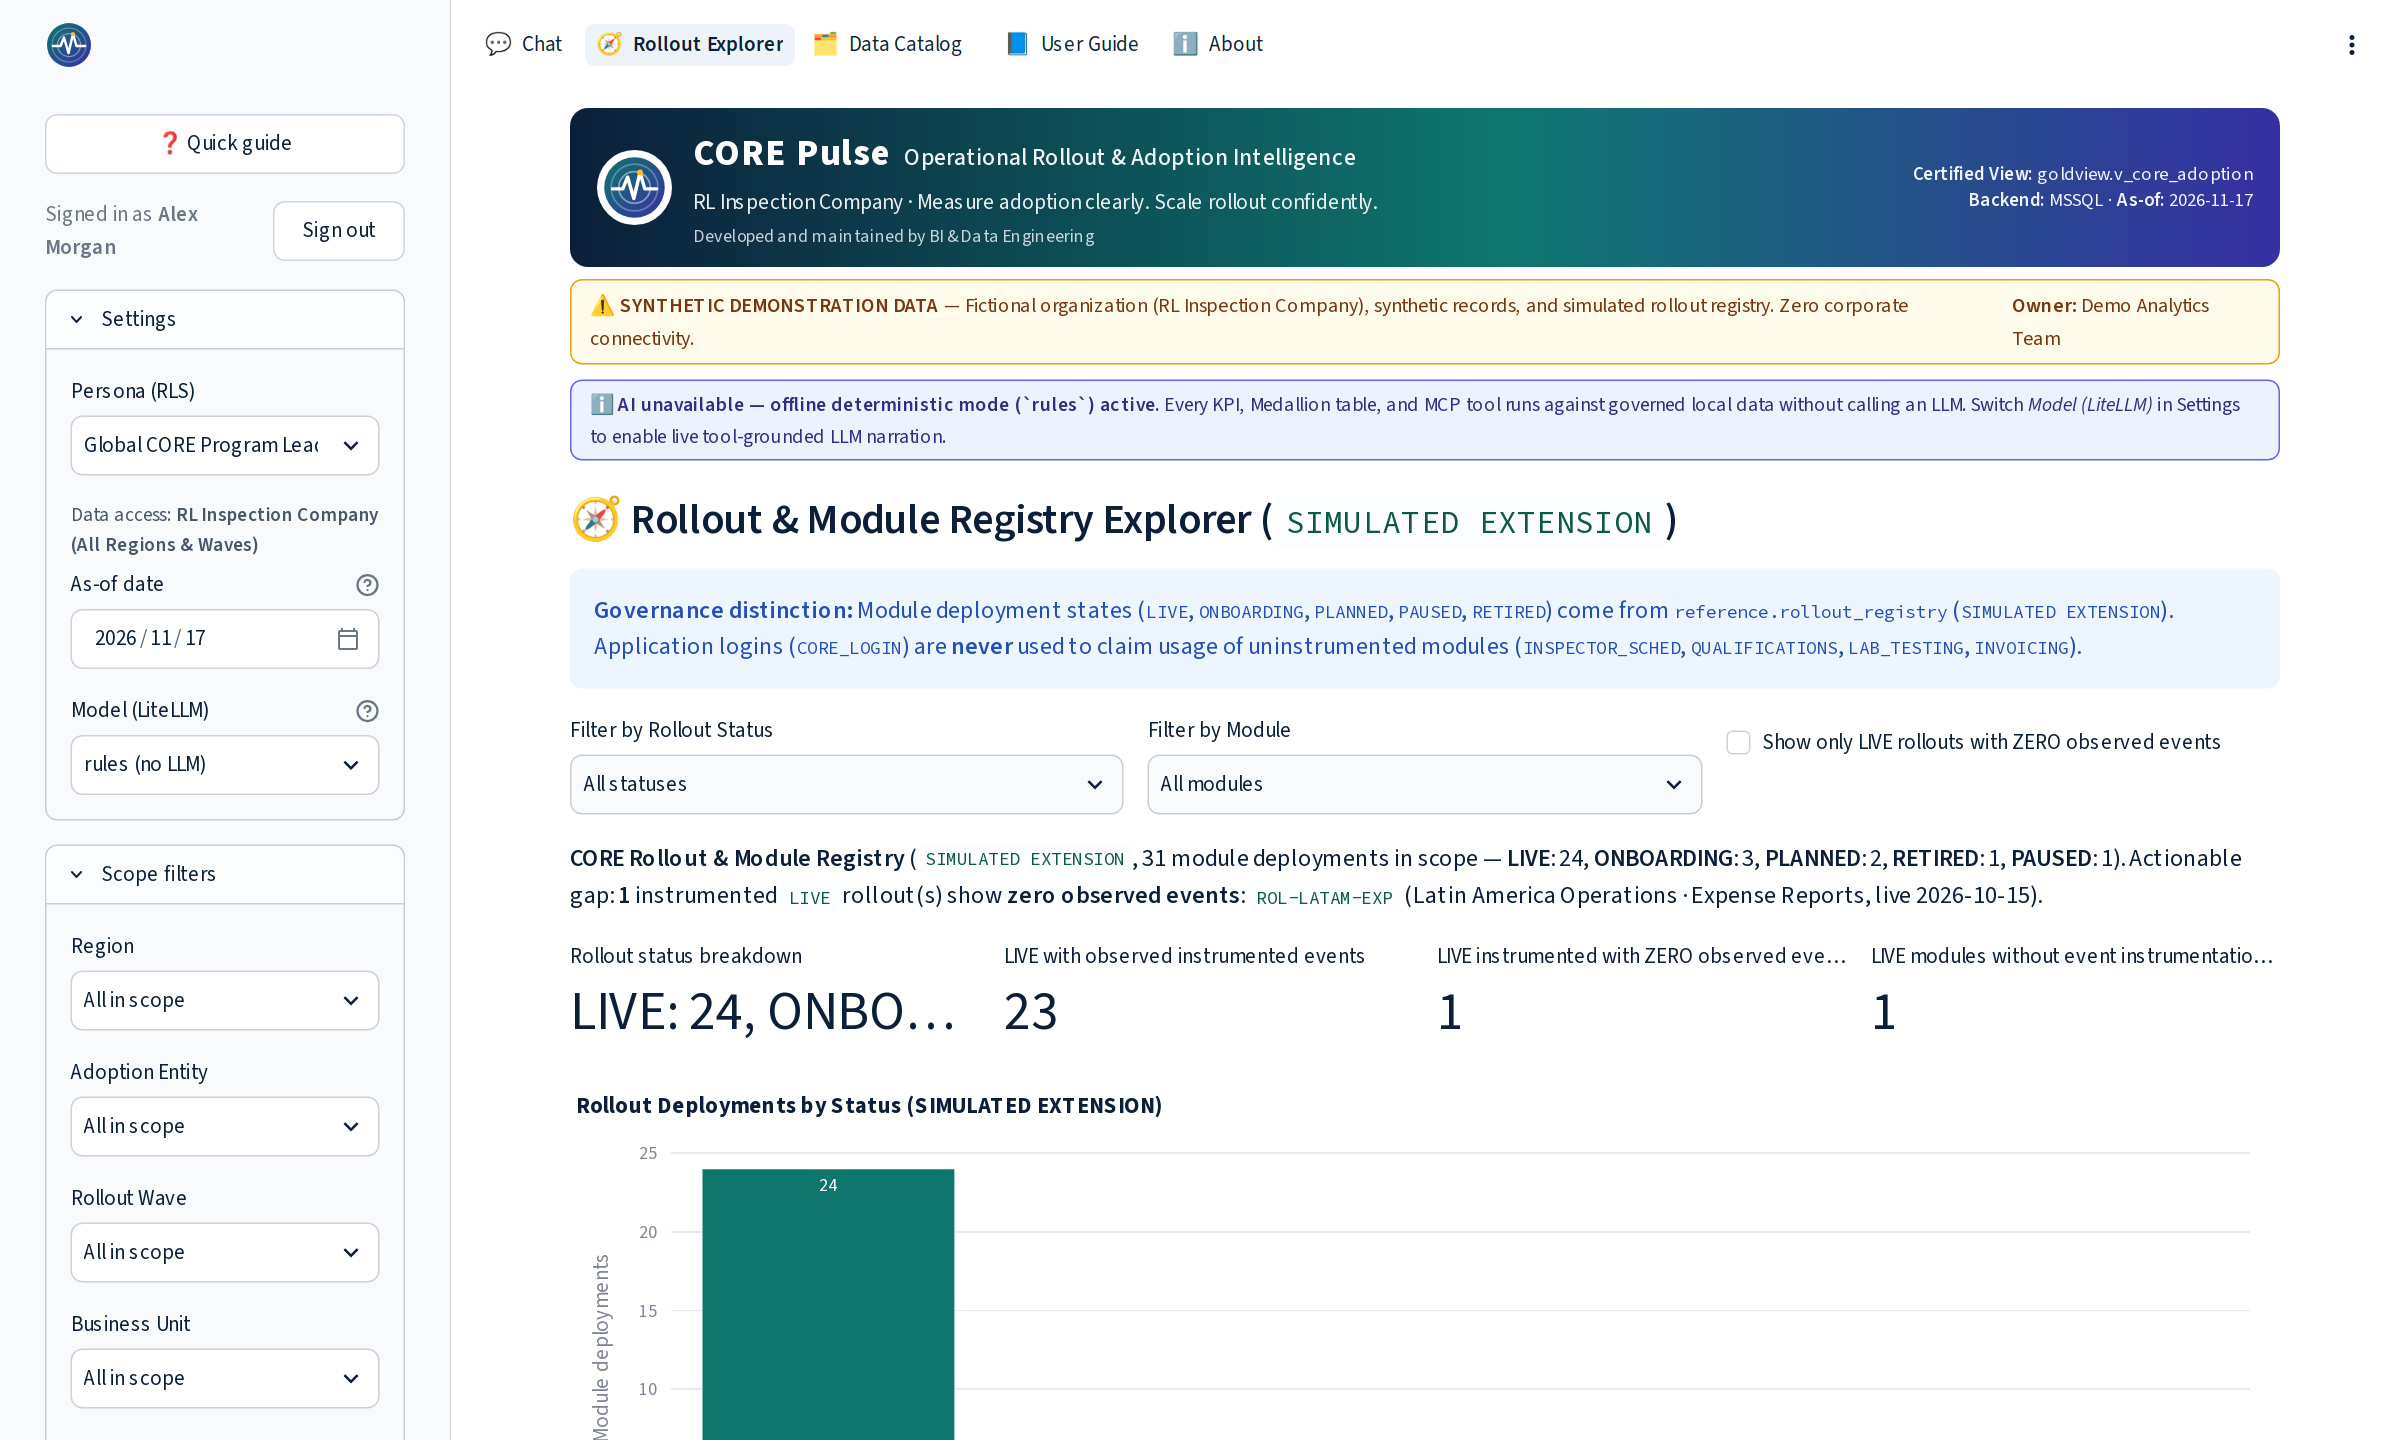 Chat
Rollout Explorer
Data Catalog
User Guide
About
Quick guide
Signed in as Alex
Morgan
Sign out
Settings
Persona (RLS)
Global CORE Program Lead
Data access: RL Inspection Company
(All Regions & Waves)
As-of date
2026/11/17
Model (LiteLLM)
rules (no LLM)
Scope filters
Region
All in scope
Adoption Entity
All in scope
Rollout Wave
All in scope
Business Unit
All in scope
CORE Pulse Operational Rollout & Adoption Intelligence
RL Inspection Company · Measure adoption clearly. Scale rollout confidently.
Developed and maintained by BI & Data Engineering
Certified View: goldview.v_core_adoption
Backend: MSSQL · As-of: 2026-11-17
⚠️ SYNTHETIC DEMONSTRATION DATA — Fictional organization (RL Inspection Company), synthetic records, and simulated rollout registry. Zero corporate
connectivity.
Owner: Demo Analytics
Team
ℹ️ AI unavailable — offline deterministic mode (`rules`) active. Every KPI, Medallion table, and MCP tool runs against governed local data without calling an LLM. Switch Model (LiteLLM) in Settings
to enable live tool-grounded LLM narration.
Rollout & Module Registry Explorer ( SIMULATED EXTENSION )
Governance distinction: Module deployment states (LIVE, ONBOARDING, PLANNED, PAUSED, RETIRED) come from reference.rollout_registry (SIMULATED EXTENSION).
Application logins (CORE_LOGIN) are never used to claim usage of uninstrumented modules (INSPECTOR_SCHED, QUALIFICATIONS, LAB_TESTING, INVOICING).
Filter by Rollout Status
All statuses
Filter by Module
All modules
Show only LIVE rollouts with ZERO observed events
CORE Rollout & Module Registry ( SIMULATED EXTENSION , 31 module deployments in scope — LIVE: 24, ONBOARDING: 3, PLANNED: 2, RETIRED: 1, PAUSED: 1). Actionable
gap: 1 instrumented LIVE rollout(s) show zero observed events: ROL-LATAM-EXP (Latin America Operations · Expense Reports, live 2026-10-15).
Rollout status breakdown
LIVE: 24, ONBO…
LIVE with observed instrumented events
23
LIVE instrumented with ZERO observed eve…
1
LIVE modules without event instrumentatio…
1
Rollout Deployments by Status (SIMULATED EXTENSION)
25
24
20
15
10
Module deployments